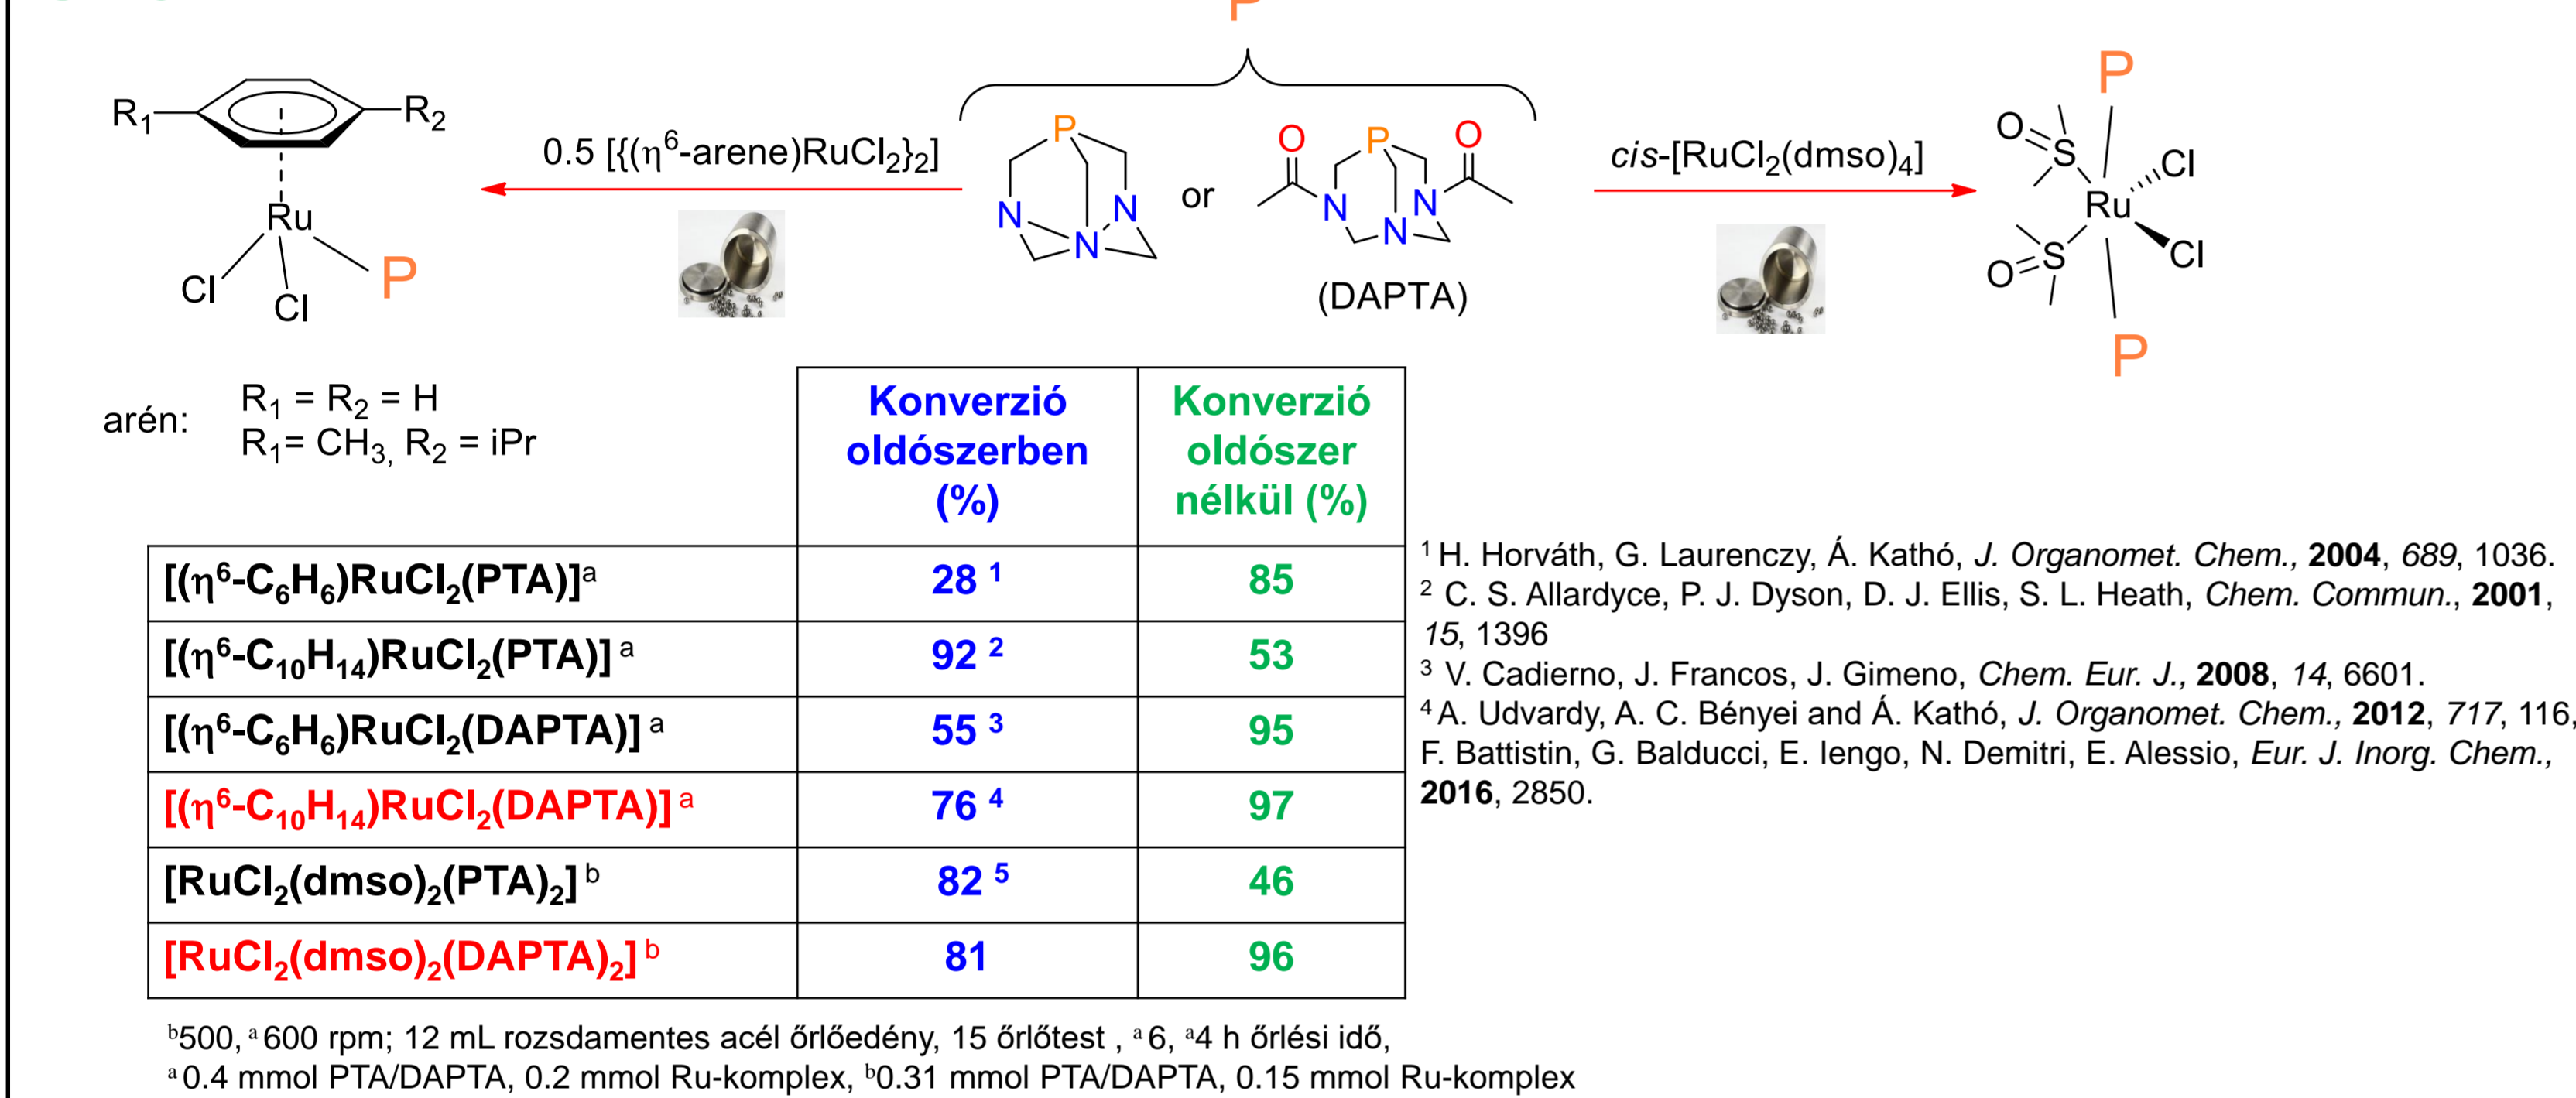 P
R₁
R₂
Ru
Cl
Cl
P
0.5 [{(η⁶-arene)RuCl₂}₂]
P
N
N
N
or
O
P
O
N
N
N
(DAPTA)
cis-[RuCl₂(dmso)₄]
P
O
S
Cl
Ru
S
O
Cl
P
arén:
R₁ = R₂ = H
R₁= CH₃, R₂ = iPr
Konverzió oldószerben (%)
Konverzió oldószer nélkül (%)
[(η⁶-C₆H₆)RuCl₂(PTA)]ᵃ 28 ¹ 85
[(η⁶-C₁₀H₁₄)RuCl₂(PTA)] ᵃ 92 ² 53
[(η⁶-C₆H₆)RuCl₂(DAPTA)] ᵃ 55 ³ 95
[(η⁶-C₁₀H₁₄)RuCl₂(DAPTA)] ᵃ 76 ⁴ 97
[RuCl₂(dmso)₂(PTA)₂] ᵇ 82 ⁵ 46
[RuCl₂(dmso)₂(DAPTA)₂] ᵇ 81 96
¹ H. Horváth, G. Laurenczy, Á. Kathó, J. Organomet. Chem., 2004, 689, 1036.
² C. S. Allardyce, P. J. Dyson, D. J. Ellis, S. L. Heath, Chem. Commun., 2001,
15, 1396
³ V. Cadierno, J. Francos, J. Gimeno, Chem. Eur. J., 2008, 14, 6601.
⁴ A. Udvardy, A. C. Bényei and Á. Kathó, J. Organomet. Chem., 2012, 717, 116,
F. Battistin, G. Balducci, E. Iengo, N. Demitri, E. Alessio, Eur. J. Inorg. Chem.,
2016, 2850.
ᵇ500, ᵃ 600 rpm; 12 mL rozsdamentes acél őrlőedény, 15 őrlőtest , ᵃ 6, ᵃ4 h őrlési idő,
ᵃ 0.4 mmol PTA/DAPTA, 0.2 mmol Ru-komplex, ᵇ0.31 mmol PTA/DAPTA, 0.15 mmol Ru-komplex